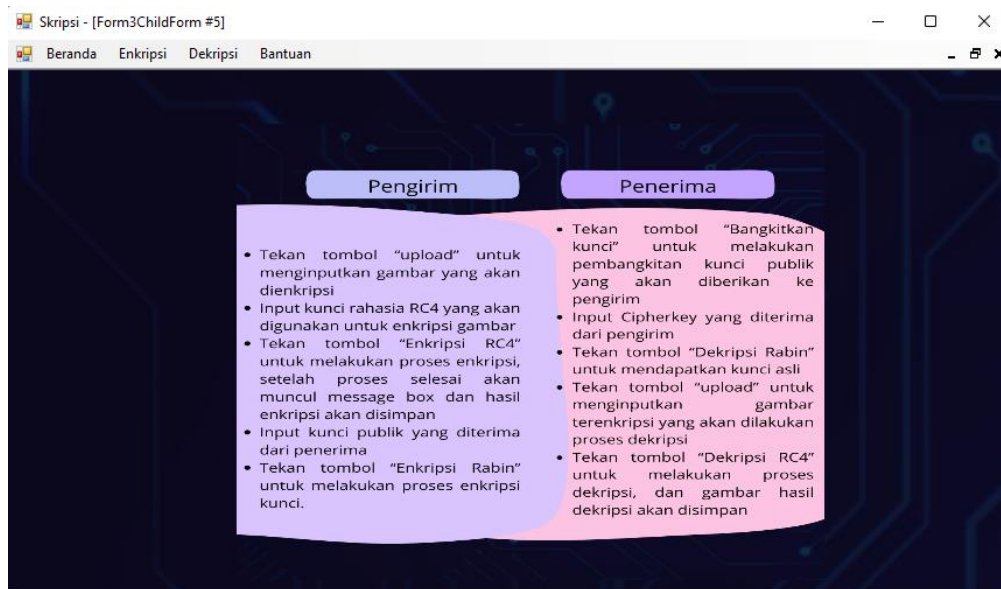 Skripsi - [Form3ChildForm #5]
Beranda Enkripsi Dekripsi Bantuan
Pengirim
• Tekan tombol “upload” untuk
menginputkan gambar yang akan
dienkripsi
• Input kunci rahasia RC4 yang akan
digunakan untuk enkripsi gambar
• Tekan tombol “Enkripsi RC4”
untuk melakukan proses enkripsi,
setelah proses selesai akan
muncul message box dan hasil
enkripsi akan disimpan
• Input kunci publik yang diterima
dari penerima
• Tekan tombol “Enkripsi Rabin”
untuk melakukan proses enkripsi
kunci.
Penerima
• Tekan tombol “Bangkitkan
kunci” untuk melakukan
pembangkitan kunci publik
yang akan diberikan ke
pengirim
• Input Cipherkey yang diterima
dari pengirim
• Tekan tombol “Dekripsi Rabin”
untuk mendapatkan kunci asli
• Tekan tombol “upload” untuk
menginputkan gambar
terenkripsi yang akan dilakukan
proses dekripsi
• Tekan tombol “Dekripsi RC4”
untuk melakukan proses
dekripsi, dan gambar hasil
dekripsi akan disimpan